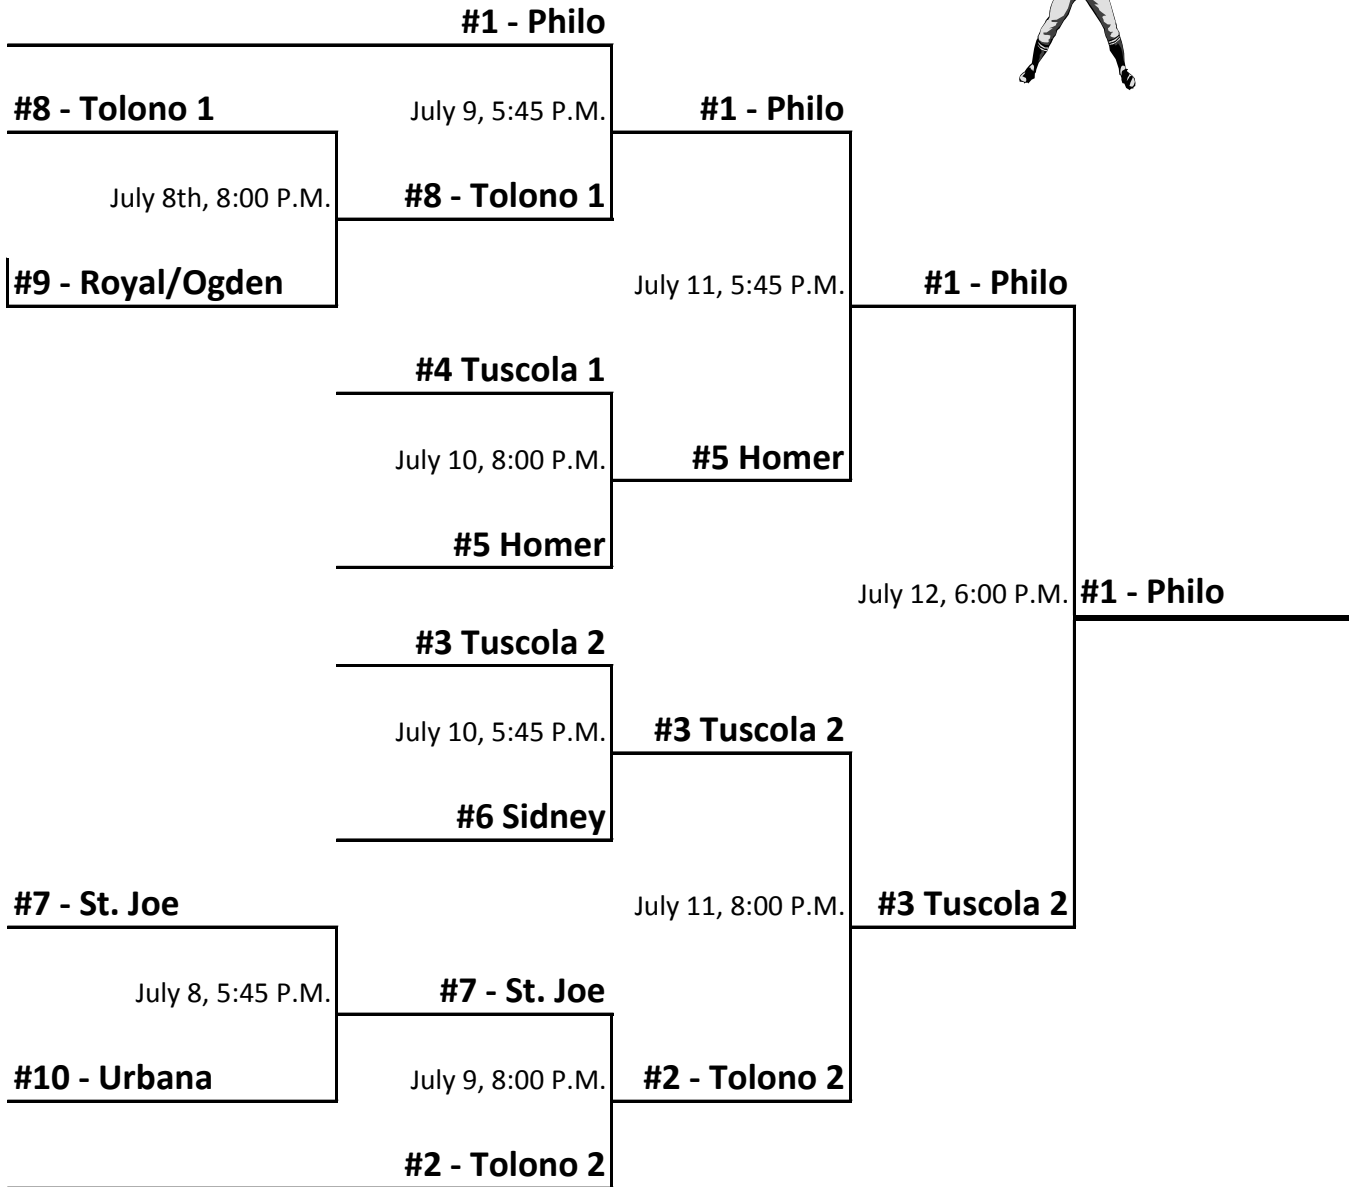 #1 - Philo
#8 - Tolono 1
July 9, 5:45 P.M.
#1 - Philo
July 8th, 8:00 P.M.
#8 - Tolono 1
#9 - Royal/Ogden
July 11, 5:45 P.M.
#1 - Philo
#4 Tuscola 1
July 10, 8:00 P.M.
#5 Homer
#5 Homer
July 12, 6:00 P.M.
#1 - Philo
#3 Tuscola 2
July 10, 5:45 P.M.
#3 Tuscola 2
#6 Sidney
#7 - St. Joe
July 11, 8:00 P.M.
#3 Tuscola 2
July 8, 5:45 P.M.
#7 - St. Joe
#10 - Urbana
July 9, 8:00 P.M.
#2 - Tolono 2
#2 - Tolono 2